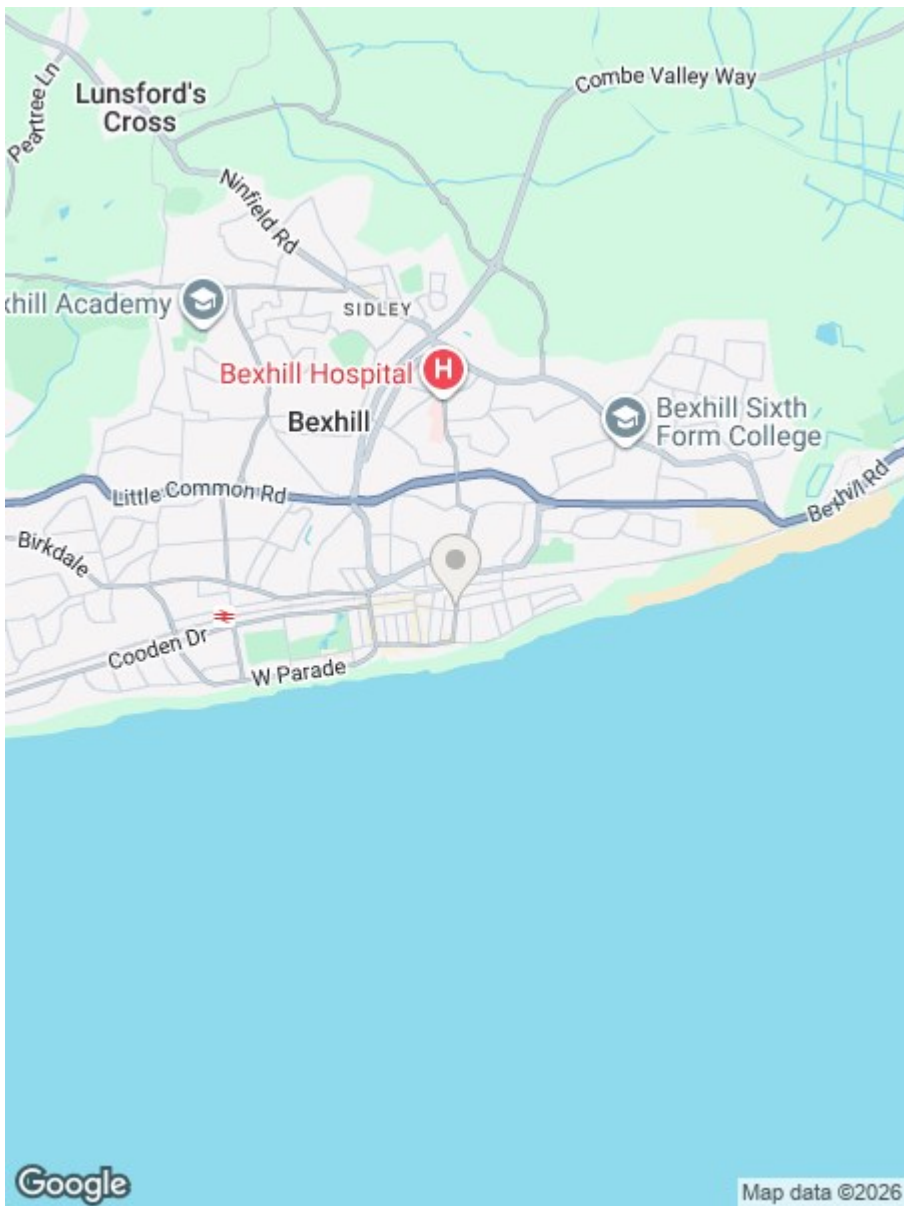 Combe Valley Way
Lunsford's
Cross
Peartree Ln
Ninfield Rd
xhill Academy
SIDLEY
Bexhill Hospital
H
Bexhill
Bexhill Sixth
Form College
Little Common Rd
Bexhill Rd
Birkdale
Cooden Dr
W Parade
Google
Map data ©2026